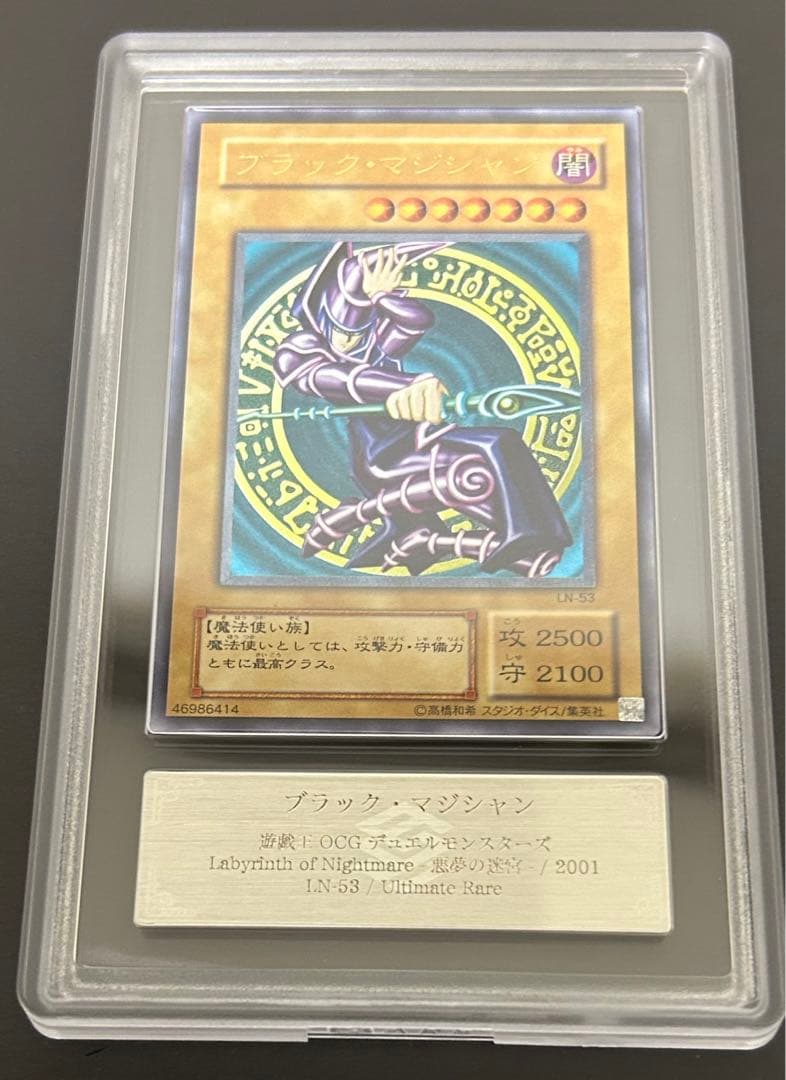 ブラック・マジシャン
闇
LN-53
【魔法使い族】
魔法使いとしては、攻撃力・守備力
ともに最高クラス。
攻 2500
守 2100
46986414
©高橋和希 スタジオ・ダイス/集英社
ブラック・マジシャン
遊戯王 OCG デュエルモンスターズ
Labyrinth of Nightmare - 悪夢の迷宮 - / 2001
LN-53 / Ultimate Rare